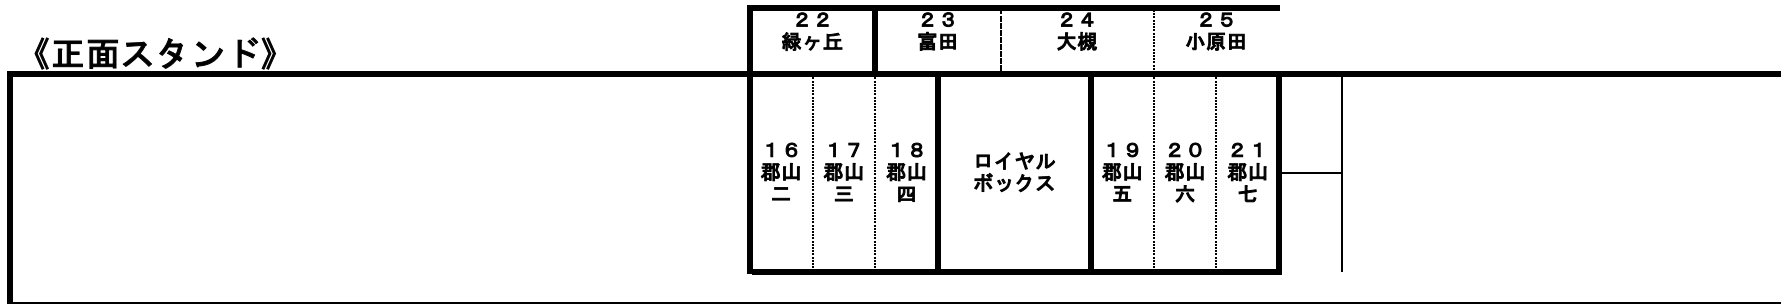 《正面スタンド》
２２
緑ヶ丘
２３
富田
２４
大槻
２５
小原田
１６
郡山
二
１７
郡山
三
１８
郡山
四
ロイヤル
ボックス
１９
郡山
五
２０
郡山
六
２１
郡山
七